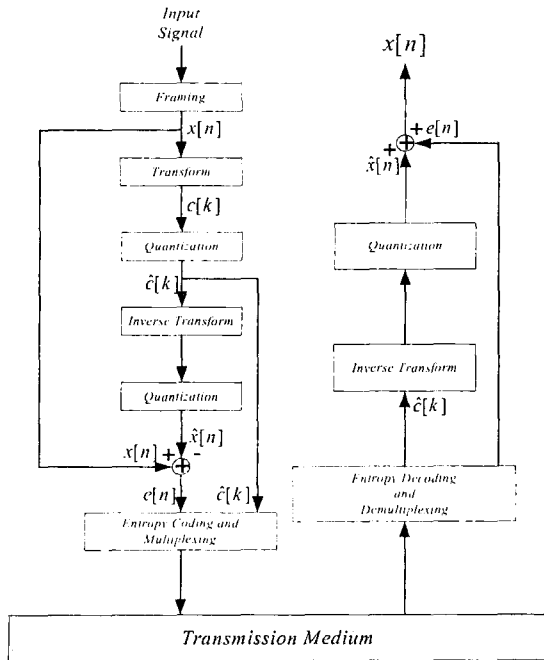 Input
Signal
Framing
x[n]
Transform
c[k]
Quantization
ĉ[k]
Inverse Transform
Quantization
x̂[n]
x[n] + -
+
e[n]
ĉ[k]
Entropy Coding and
Multiplexing
x[n]
+ e[n]
+
+
x̂[n]
Quantization
Inverse Transform
ĉ[k]
Entropy Decoding
and
Demultiplexing
Transmission Medium